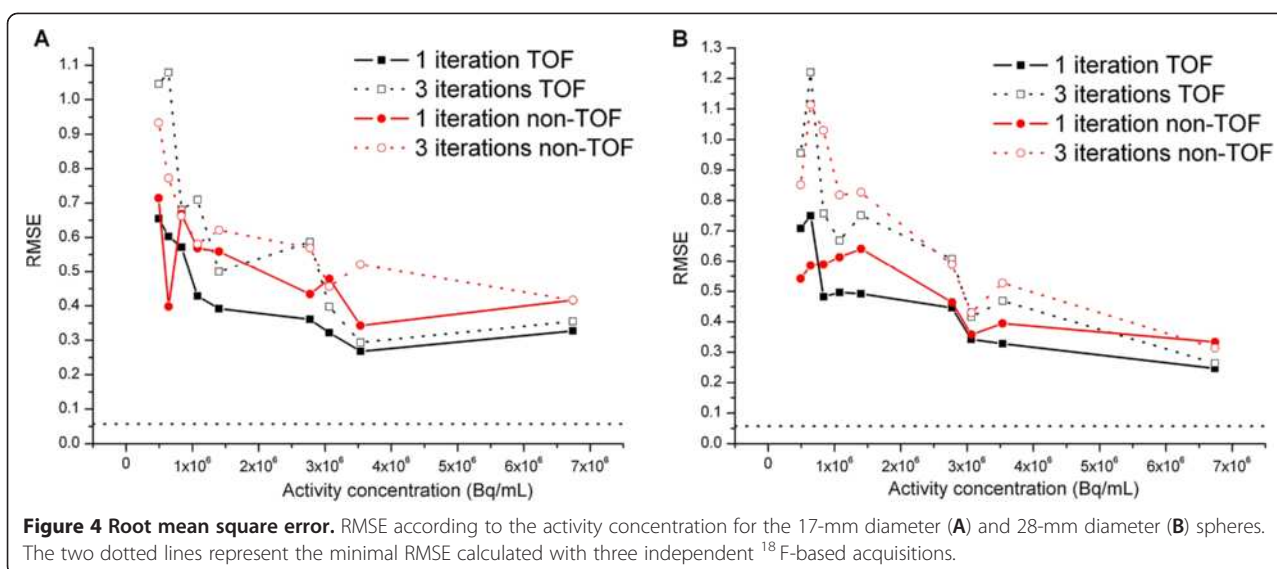 A
1 iteration TOF
3 iterations TOF
1 iteration non-TOF
3 iterations non-TOF
RMSE
1.1
1.0
0.9
0.8
0.7
0.6
0.5
0.4
0.3
0.2
0.1
0.0
0 1x10⁶ 2x10⁶ 3x10⁶ 4x10⁶ 5x10⁶ 6x10⁶ 7x10⁶
Activity concentration (Bq/mL)
B
1 iteration TOF
3 iterations TOF
1 iteration non-TOF
3 iterations non-TOF
RMSE
1.3
1.2
1.1
1.0
0.9
0.8
0.7
0.6
0.5
0.4
0.3
0.2
0.1
0.0
0 1x10⁶ 2x10⁶ 3x10⁶ 4x10⁶ 5x10⁶ 6x10⁶ 7x10⁶
Activity concentration (Bq/mL)
Figure 4 Root mean square error. RMSE according to the activity concentration for the 17-mm diameter (A) and 28-mm diameter (B) spheres.
The two dotted lines represent the minimal RMSE calculated with three independent ¹⁸F-based acquisitions.